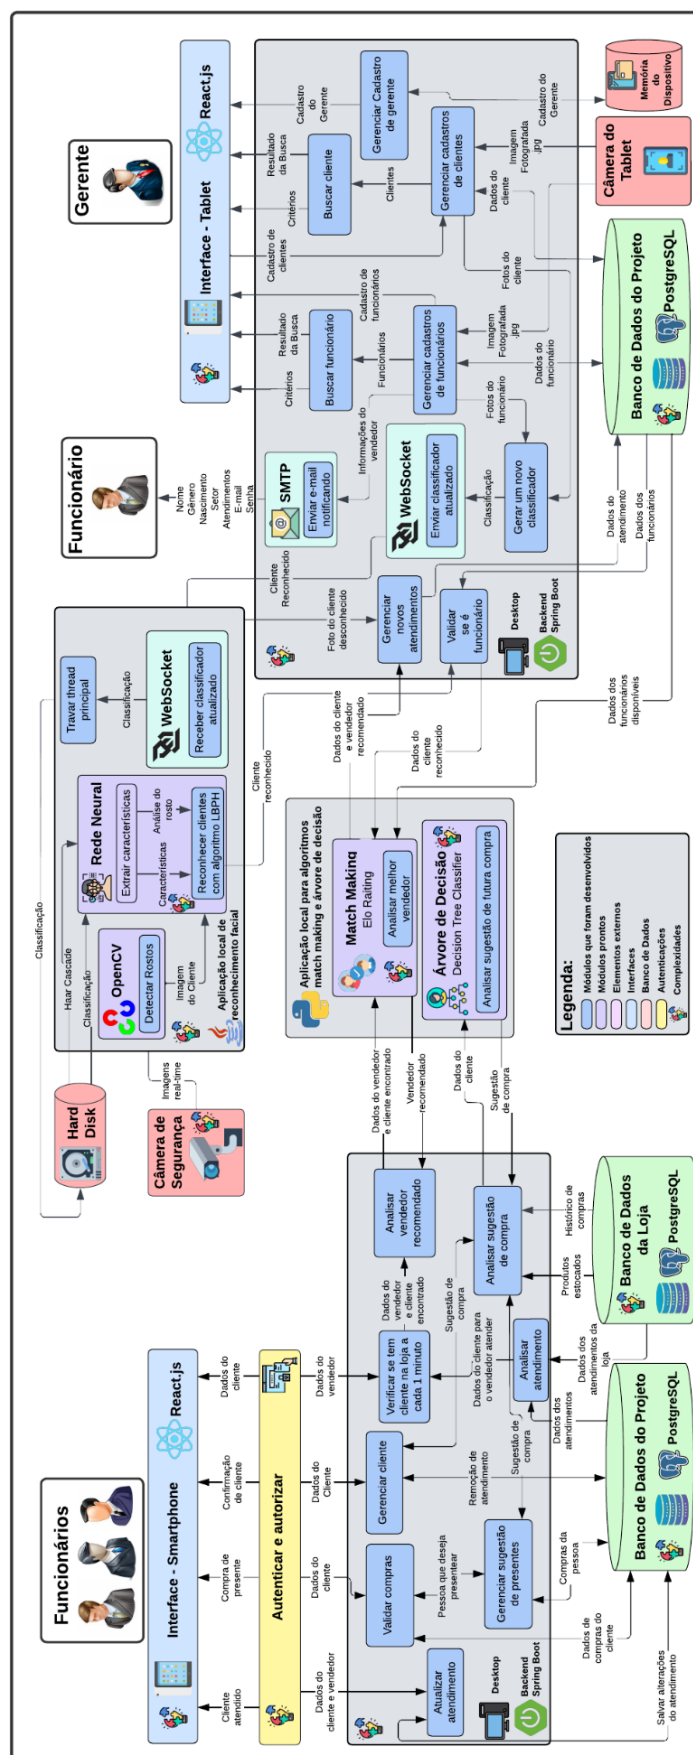 Funcionários
Interface - Smartphone
React.js
Cliente
atendido
Compra de
presente
Confirmação
de cliente
Dados do
cliente
Autenticar e autorizar
Dados do
cliente e vendedor
Dados do
cliente
Dados do
Cliente
Dados do
vendedor
Atualizar
atendimento
Validar compras
Gerenciar cliente
Verificar se tem
cliente na loja a
cada 1 minuto
Dados do
vendedor
e cliente
encontrado
Analisar
vendedor
recomendado
Pessoa que deseja
presentear
Gerenciar sugestão
de presentes
Remoção de
atendimento
Sugestão de
compra
Sugestão de
compra
Dados do cliente para
o vendedor atender
Analisar
atendimento
Analisar sugestão
de compra
Desktop
Backend
Spring Boot
Salvar alterações
do atendimento
Dados de
compras do
cliente
Compras da
pessoa
Dados dos
atendimentos
Dados dos
atendimentos da
loja
Produtos
estocados
Histórico de
compras
Banco de Dados do Projeto
PostgreSQL
Banco de Dados
da Loja
PostgreSQL
Hard
Disk
Câmera de
Segurança
Classificação
Haar Cascade
Classificação
Imagens
real-time
OpenCV
Detectar Rostos
Imagem
do Cliente
Rede Neural
Extrair características
Características
Análise do
rosto
Reconhecer clientes
com algoritmo LBPH
Aplicação local de
reconhecimento facial
Travar thread
principal
Classificação
WebSocket
Receber classificador
atualizado
Cliente
reconhecido
Dados do vendedor
e cliente encontrado
Vendedor
recomendado
Dados do
cliente
Sugestão
de compra
Aplicação local para algoritmos
match making e árvore de decisão
Match Making
Elo Raiting
Analisar melhor
vendedor
Árvore de Decisão
Decision Tree Classifier
Analisar sugestão de futura compra
Legenda:
Módulos que foram desenvolvidos
Módulos prontos
Elementos externos
Interfaces
Banco de Dados
Autenticações
Complexidades
Dados do cliente
e vendedor
recomendado
Dados do
cliente
reconhecido
Dados dos
funcionários
disponíveis
Foto do cliente
desconhecido
Cliente
Reconhecido
Funcionário
Nome
Gênero
Nascimento
Setor
Atendimentos
E-mail
Senha
SMTP
Enviar e-mail
notificando
WebSocket
Enviar classificador
atualizado
Gerenciar
novos
atendimentos
Validar
se é
funcionário
Desktop
Backend
Spring Boot
Classificação
Gerar um novo
classificador
Informações do
vendedor
Fotos do
funcionário
Dados do
atendimento
Dados dos
funcionários
Gerente
Interface - Tablet
React.js
Critérios
Resultado
da Busca
Cadastro de
funcionários
Cadastro de
clientes
Critérios
Resultado
da Busca
Cadastro
do
Gerente
Buscar funcionário
Funcionários
Gerenciar cadastros
de funcionários
Buscar cliente
Clientes
Gerenciar cadastros
de clientes
Gerenciar Cadastro
de gerente
Imagem
Fotografada
.jpg
Dados do
funcionário
Fotos do
cliente
Dados do
cliente
Imagem
Fotografada
.jpg
Cadastro do
Gerente
Banco de Dados do Projeto
PostgreSQL
Câmera do
Tablet
Memória
do
Dispositivo